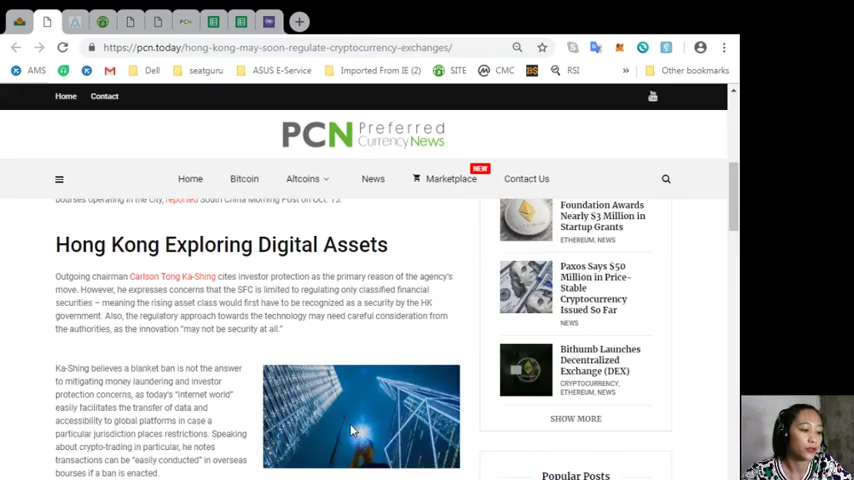 PCN
https://pcn.today/hong-kong-may-soon-regulate-cryptocurrency-exchanges/
AMS
Dell
seatguru
ASUS E-Service
Imported From IE (2)
SITE
CMC
RSI
»
Other bookmarks
Home
Contact
PCN Preferred
Currency News
Home
Bitcoin
Altcoins
News
NEW
Marketplace
Contact Us
bourses operating in the city, reported South China Morning Post on Oct. 15.
Hong Kong Exploring Digital Assets
Outgoing chairman Carlson Tong Ka-Shing cites investor protection as the primary reason of the agency's
move. However, he expresses concerns that the SFC is limited to regulating only classified financial
securities – meaning the rising asset class would first have to be recognized as a security by the HK
government. Also, the regulatory approach towards the technology may need careful consideration from
the authorities, as the innovation “may not be security at all.”
Ka-Shing believes a blanket ban is not the answer
to mitigating money laundering and investor
protection concerns, as today's “internet world”
easily facilitates the transfer of data and
accessibility to global platforms in case a
particular jurisdiction places restrictions. Speaking
about crypto-trading in particular, he notes
transactions can be “easily conducted” in overseas
bourses if a ban is enacted.
Foundation Awards
Nearly $3 Million in
Startup Grants
ETHEREUM, NEWS
Paxos Says $50
Million in Price-
Stable
Cryptocurrency
Issued So Far
NEWS
Bithumb Launches
Decentralized
Exchange (DEX)
CRYPTOCURRENCY,
ETHEREUM, NEWS
SHOW MORE
Popular Posts